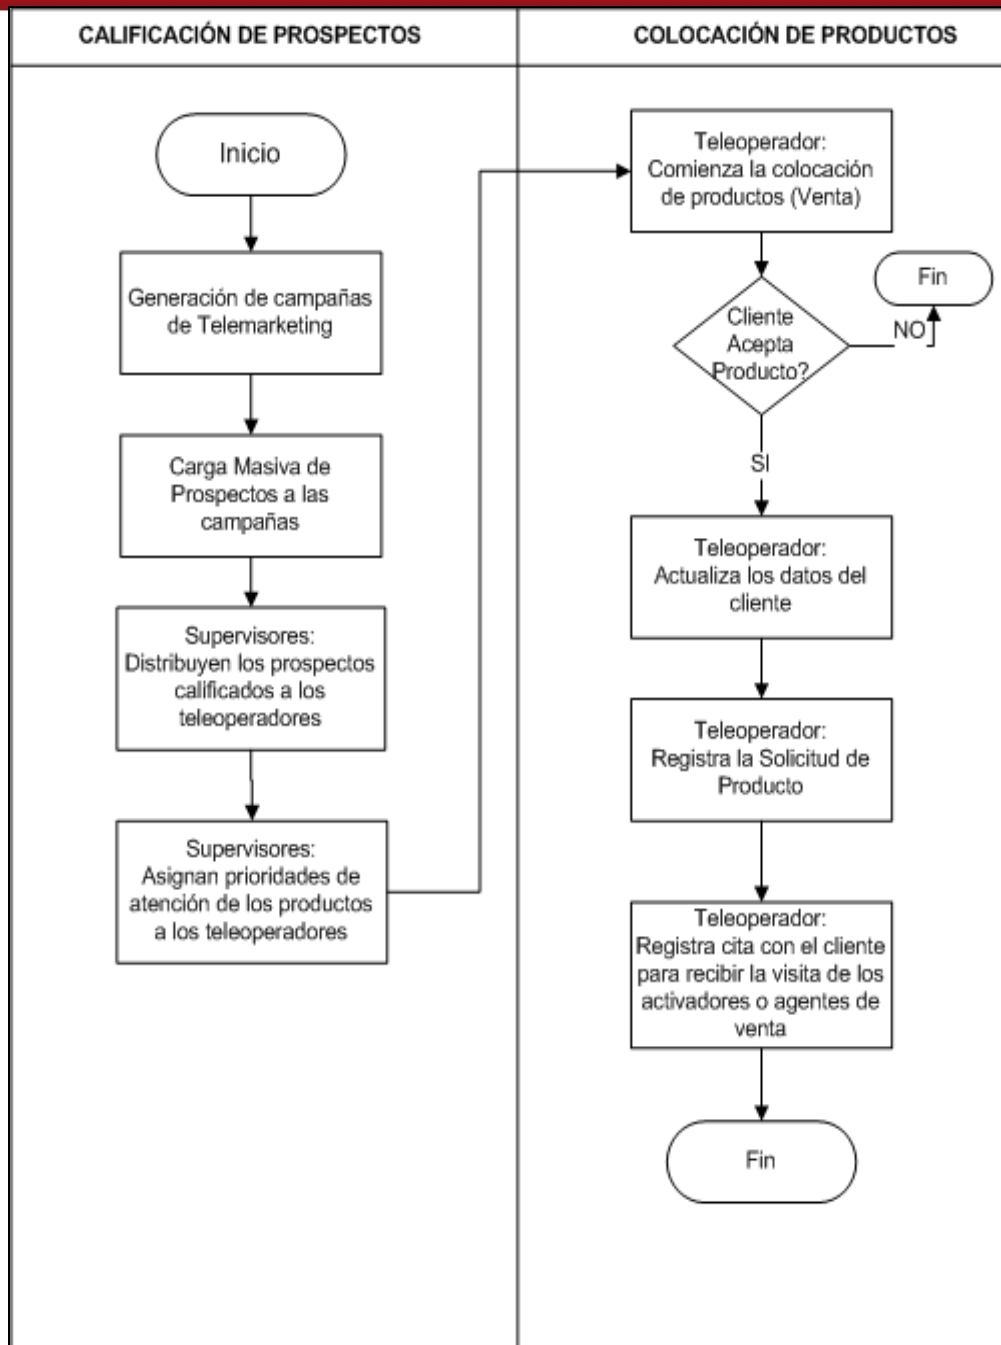 CALIFICACIÓN DE PROSPECTOS
COLOCACIÓN DE PRODUCTOS
Inicio
Generación de campañas
de Telemarketing
Carga Masiva de
Prospectos a las
campañas
Supervisores:
Distribuyen los prospectos
calificados a los
teleoperadores
Supervisores:
Asignan prioridades de
atención de los productos
a los teleoperadores
Teleoperador:
Comienza la colocación
de productos (Venta)
Cliente
Acepta
Producto?
NO
Fin
SI
Teleoperador:
Actualiza los datos del
cliente
Teleoperador:
Registra la Solicitud de
Producto
Teleoperador:
Registra cita con el cliente
para recibir la visita de los
activadores o agentes de
venta
Fin